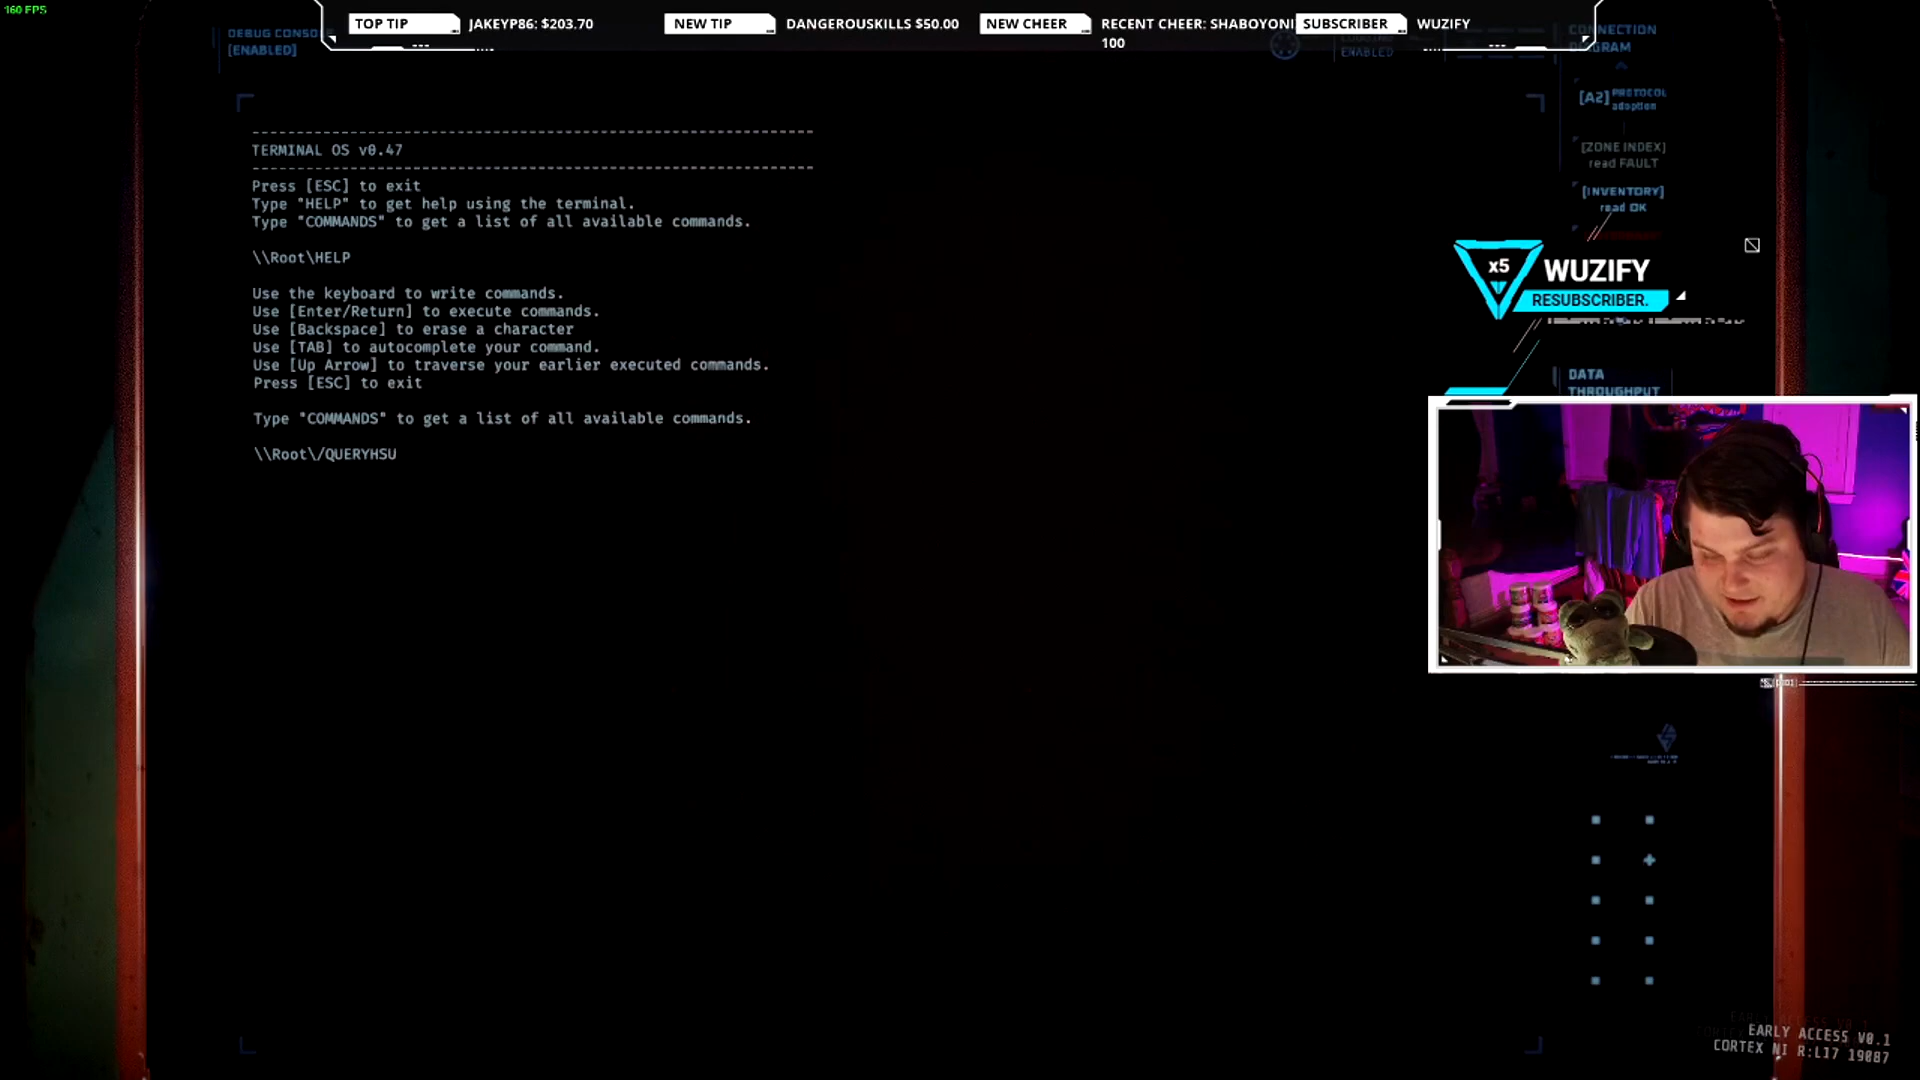 160 FPS
TOP TIP
JAKEYP86: $203.70
NEW TIP
DANGEROUSKILLS $50.00
NEW CHEER
RECENT CHEER: SHABOYONI
100
SUBSCRIBER
WUZIFY
DEBUG CONSO
[ENABLED]
ENABLED
CONNECTION
DIAGRAM
[A2] PROTOCOL
adoption
[ZONE INDEX]
read FAULT
[INVENTORY]
read OK
--------------------------------------------------------------
TERMINAL OS v0.47
--------------------------------------------------------------
Press [ESC] to exit
Type "HELP" to get help using the terminal.
Type "COMMANDS" to get a list of all available commands.
\\Root\HELP
Use the keyboard to write commands.
Use [Enter/Return] to execute commands.
Use [Backspace] to erase a character
Use [TAB] to autocomplete your command.
Use [Up Arrow] to traverse your earlier executed commands.
Press [ESC] to exit
Type "COMMANDS" to get a list of all available commands.
\\Root\/QUERYHSU
x5
WUZIFY
RESUBSCRIBER.
DATA
THROUGHPUT
EARLY ACCESS V0.1
CORTEX NI R:L17 19087